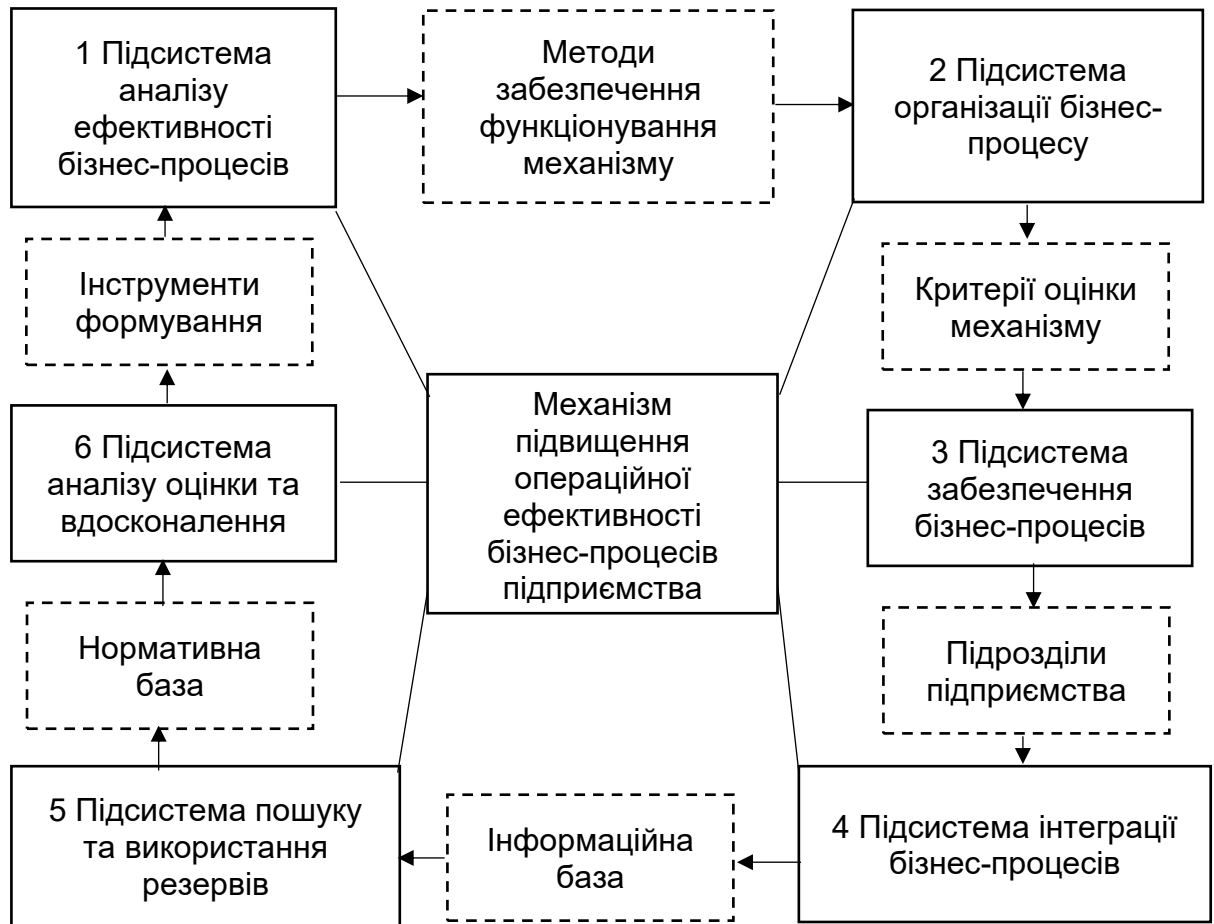 1 Підсистема
аналізу
ефективності
бізнес-процесів
Методи
забезпечення
функціонування
механізму
2 Підсистема
організації бізнес-
процесу
Інструменти
формування
Критерії оцінки
механізму
Механізм
підвищення
операційної
ефективності
бізнес-процесів
підприємства
6 Підсистема
аналізу оцінки та
вдосконалення
3 Підсистема
забезпечення
бізнес-процесів
Нормативна
база
Підрозділи
підприємства
5 Підсистема пошуку
та використання
резервів
Інформаційна
база
4 Підсистема інтеграції
бізнес-процесів